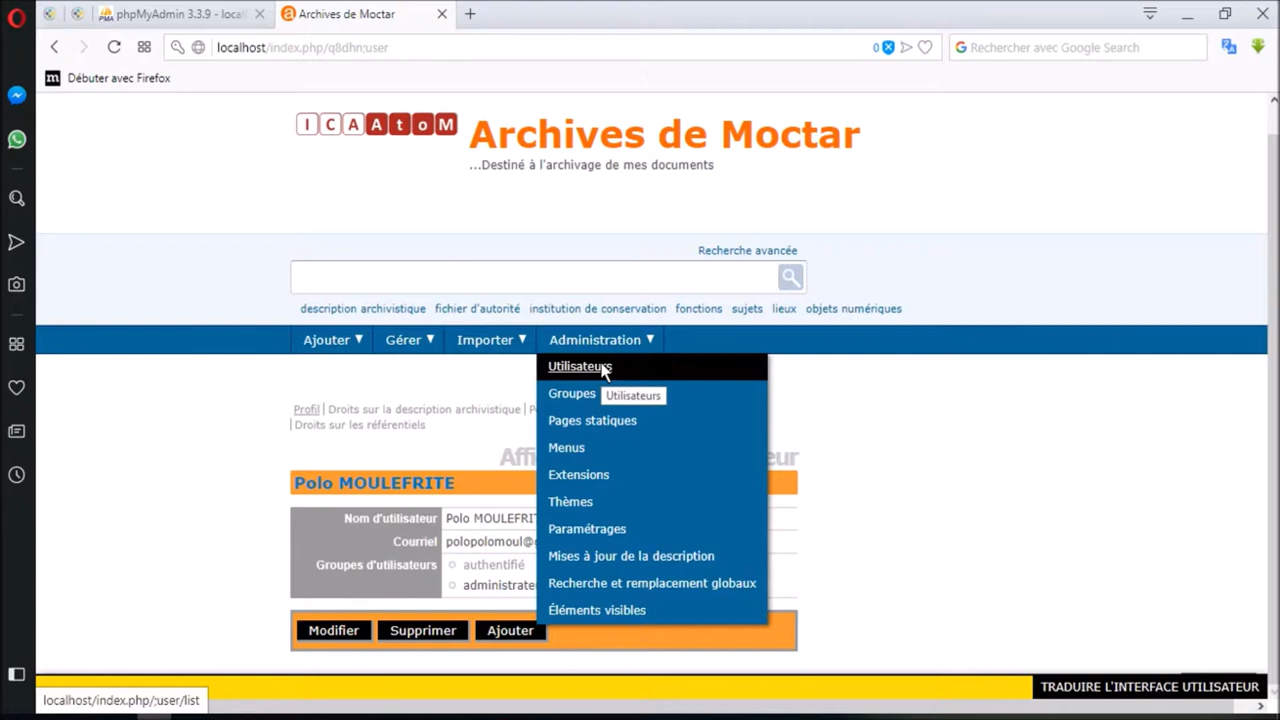 phpMyAdmin 3.3.9 - local
Archives de Moctar
localhost/index.php/q8dhn;user
0
Rechercher avec Google Search
m Débuter avec Firefox
I C A A t o M
Archives de Moctar
...Destiné à l'archivage de mes documents
Recherche avancée
description archivistique fichier d'autorité institution de conservation fonctions sujets lieux objets numériques
Ajouter ▼ Gérer ▼ Importer ▼ Administration ▼
Utilisateurs
Groupes
Utilisateurs
Pages statiques
Menus
Extensions
Thèmes
Paramétrages
Mises à jour de la description
Recherche et remplacement globaux
Éléments visibles
Profil | Droits sur la description archivistique |
| Droits sur les référentiels
Polo MOULEFRITE
Nom d'utilisateur Polo MOULEFRIT
Courriel polopolomoul@
Groupes d'utilisateurs authentifié
administrate
Modifier Supprimer Ajouter
localhost/index.php/;user/list
TRADUIRE L'INTERFACE UTILISATEUR